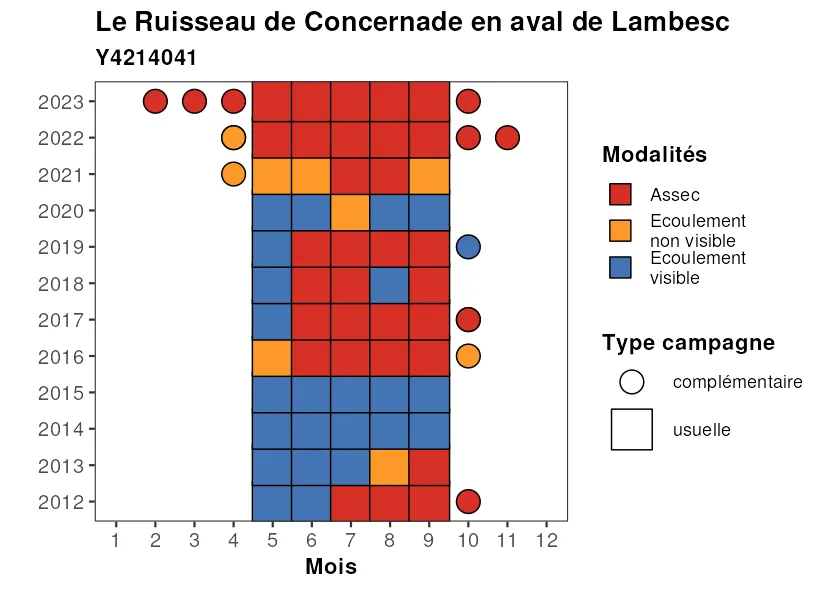 Le Ruisseau de Concernade en aval de Lambesc
Y4214041
2023
2022
2021
2020
2019
2018
2017
2016
2015
2014
2013
2012
1 2 3 4 5 6 7 8 9 10 11 12
Mois
Modalités
Assec
Ecoulement
non visible
Ecoulement
visible
Type campagne
complémentaire
usuelle